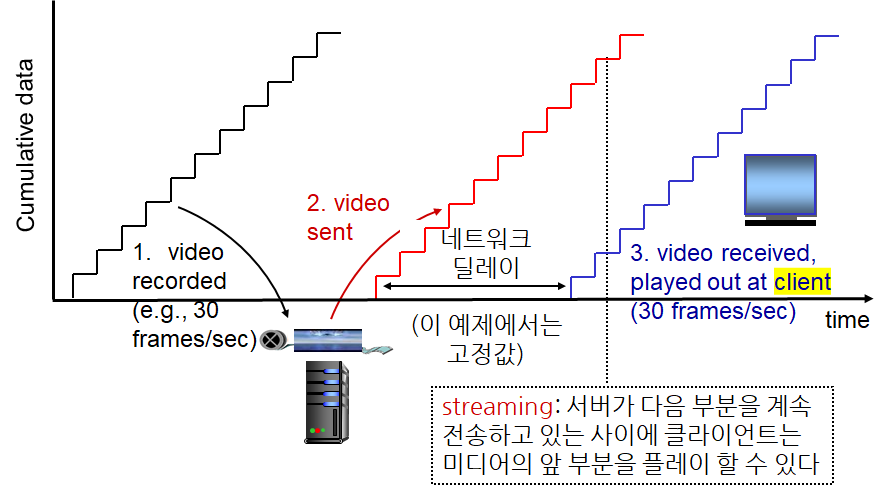 Cumulative data
1. video
recorded
(e.g., 30
frames/sec)
2. video
sent
네트워크
딜레이
(이 예제에서는
고정값)
3. video received,
played out at client
(30 frames/sec)
time
streaming: 서버가 다음 부분을 계속
전송하고 있는 사이에 클라이언트는
미디어의 앞 부분을 플레이 할 수 있다